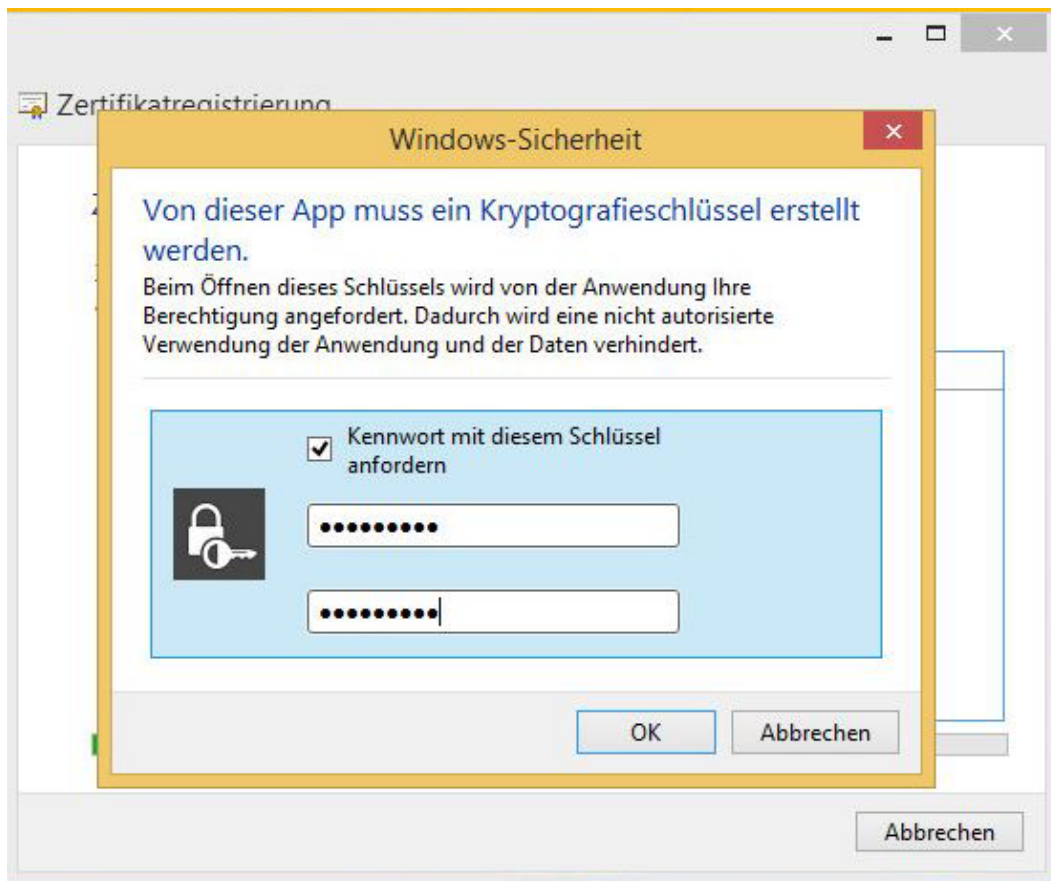 Zertifikatregistrierung
Windows-Sicherheit
Von dieser App muss ein Kryptografieschlüssel erstellt
werden.
Beim Öffnen dieses Schlüssels wird von der Anwendung Ihre
Berechtigung angefordert. Dadurch wird eine nicht autorisierte
Verwendung der Anwendung und der Daten verhindert.
Kennwort mit diesem Schlüssel
anfordern
●●●●●●●●●
●●●●●●●●●
OK
Abbrechen
Abbrechen